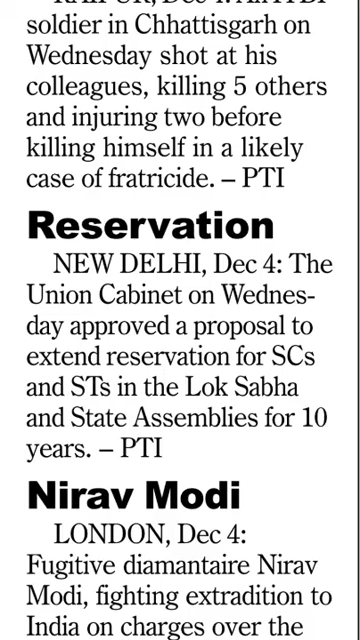 soldier in Chhattisgarh on
Wednesday shot at his
colleagues, killing 5 others
and injuring two before
killing himself in a likely
case of fratricide. – PTI
Reservation
NEW DELHI, Dec 4: The
Union Cabinet on Wednes-
day approved a proposal to
extend reservation for SCs
and STs in the Lok Sabha
and State Assemblies for 10
years. – PTI
Nirav Modi
LONDON, Dec 4:
Fugitive diamantaire Nirav
Modi, fighting extradition to
India on charges over the